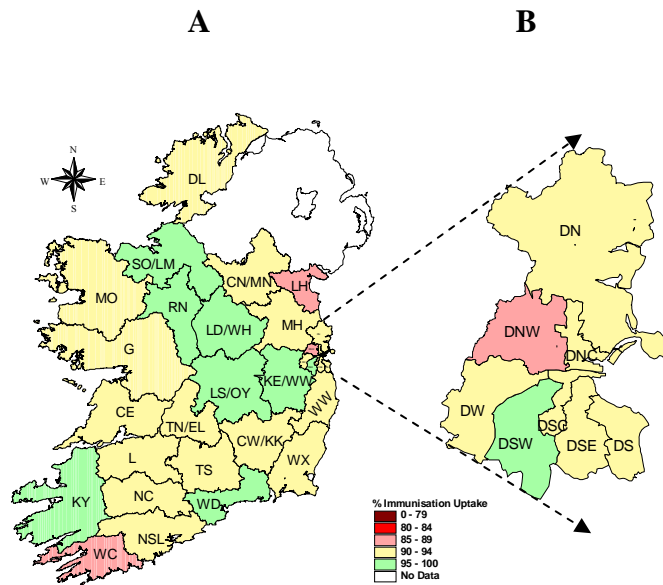 A
B
N
W E
S
DL
SO/LM
CN/MN
LH
MO
RN
LD/WH
MH
G
LS/OY
KE/WW
CE
TN/EL
WW
CW/KK
L
TS
WX
KY
NC
WD
NSL
WC
DN
DNW
DNC
DW
DSC
DSW
DSE
DS
% Immunisation Uptake
0 - 79
80 - 84
85 - 89
90 - 94
95 - 100
No Data